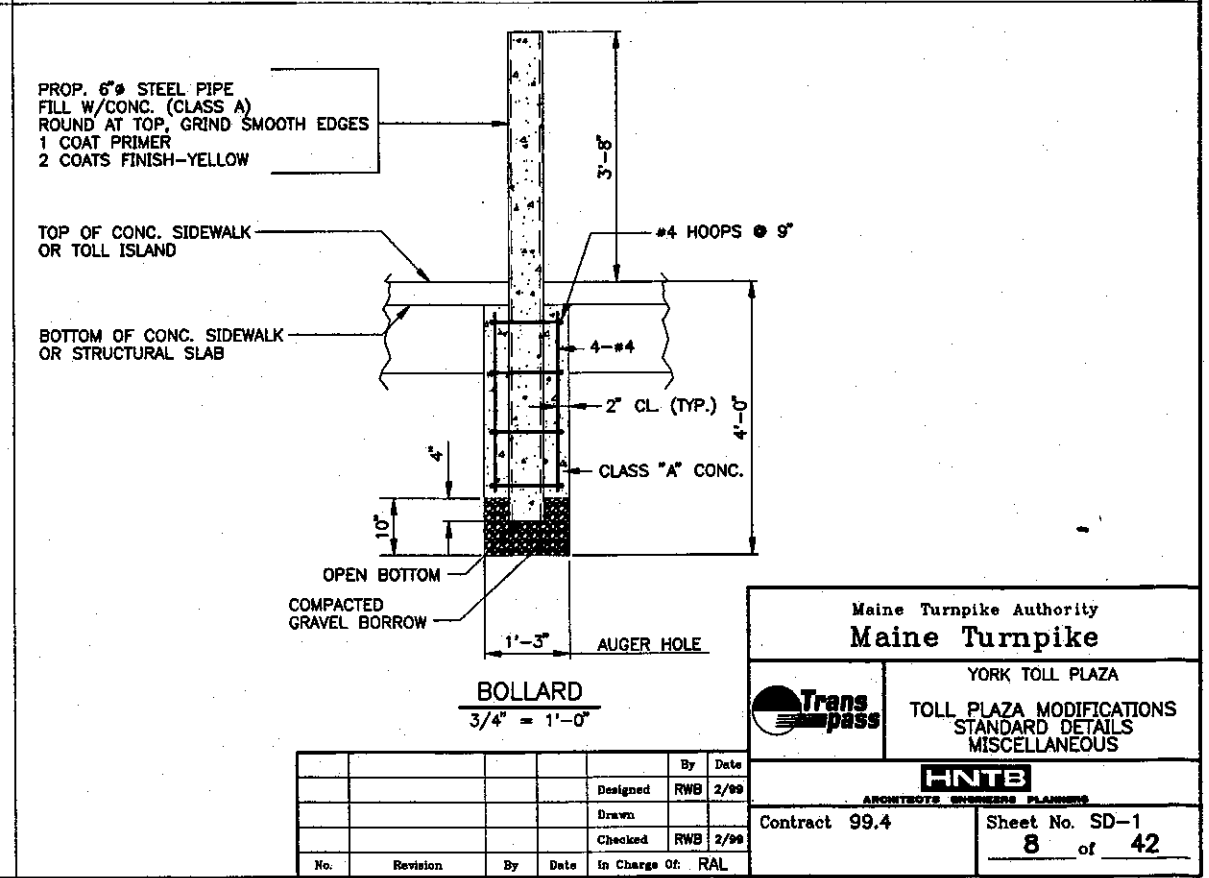 PROP. 6"ø STEEL PIPE
FILL W/CONC. (CLASS A)
ROUND AT TOP, GRIND SMOOTH EDGES
1 COAT PRIMER
2 COATS FINISH-YELLOW
3'-8"
TOP OF CONC. SIDEWALK
OR TOLL ISLAND
#4 HOOPS @ 9"
BOTTOM OF CONC. SIDEWALK
OR STRUCTURAL SLAB
4-#4
2" CL. (TYP.)
4'-0"
4"
CLASS "A" CONC.
10"
OPEN BOTTOM
COMPACTED
GRAVEL BORROW
1'-3"
AUGER HOLE
BOLLARD
3/4" = 1'-0"
Maine Turnpike Authority
Maine Turnpike
Trans
pass
YORK TOLL PLAZA
TOLL PLAZA MODIFICATIONS
STANDARD DETAILS
MISCELLANEOUS
HNTB
ARCHITECTS ENGINEERS PLANNERS
Contract 99.4
Sheet No. SD-1
8 of 42
By Date
Designed RWB 2/99
Drawn
Checked RWB 2/99
No. Revision By Date In Charge Of: RAL